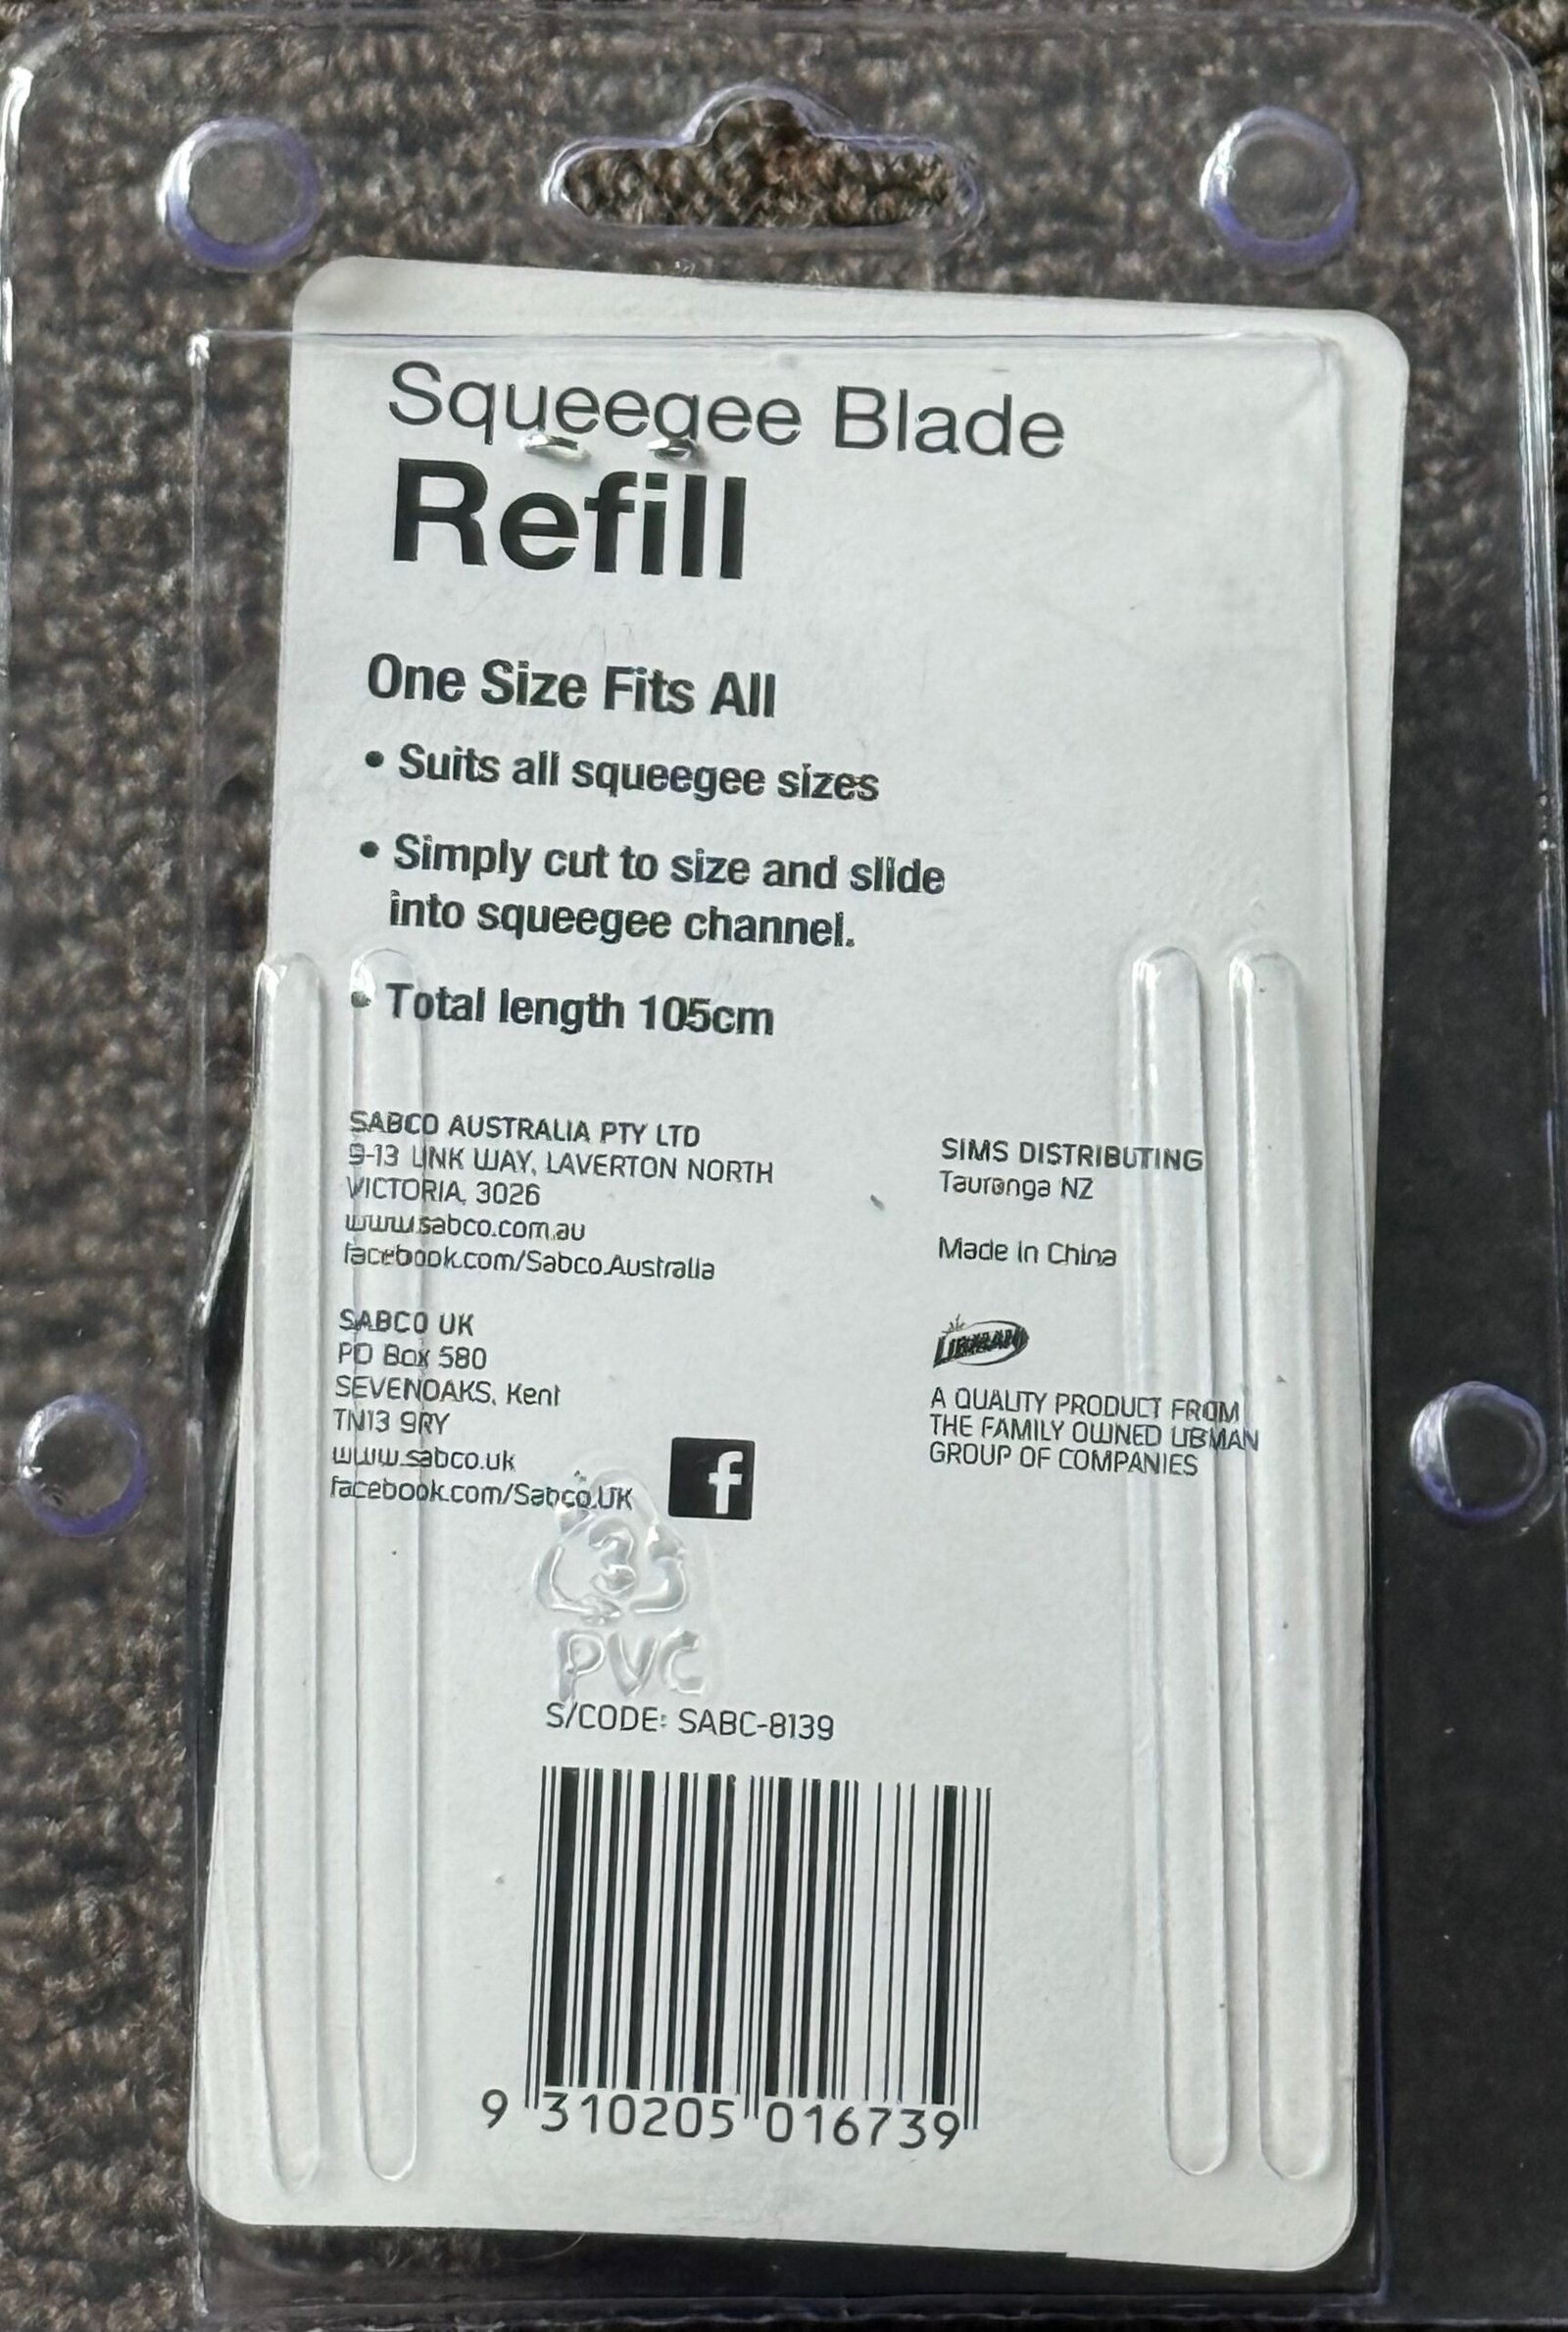 Squeegee Blade
Refill
One Size Fits All
• Suits all squeegee sizes
• Simply cut to size and slide
into squeegee channel.
• Total length 105cm
SABCO AUSTRALIA PTY LTD
9-13 LINK WAY, LAVERTON NORTH
VICTORIA, 3026
www.sabco.com.au
facebook.com/Sabco.Australia
SABCO UK
PO Box 580
SEVENOAKS, Kent
TN13 9RY
www.sabco.uk
facebook.com/Sabco.UK
f
SIMS DISTRIBUTING
Tauranga NZ
Made in China
LIBMAN
A QUALITY PRODUCT FROM
THE FAMILY OWNED LIBMAN
GROUP OF COMPANIES
3
PVC
S/CODE: SABC-8139
9 310205 016739